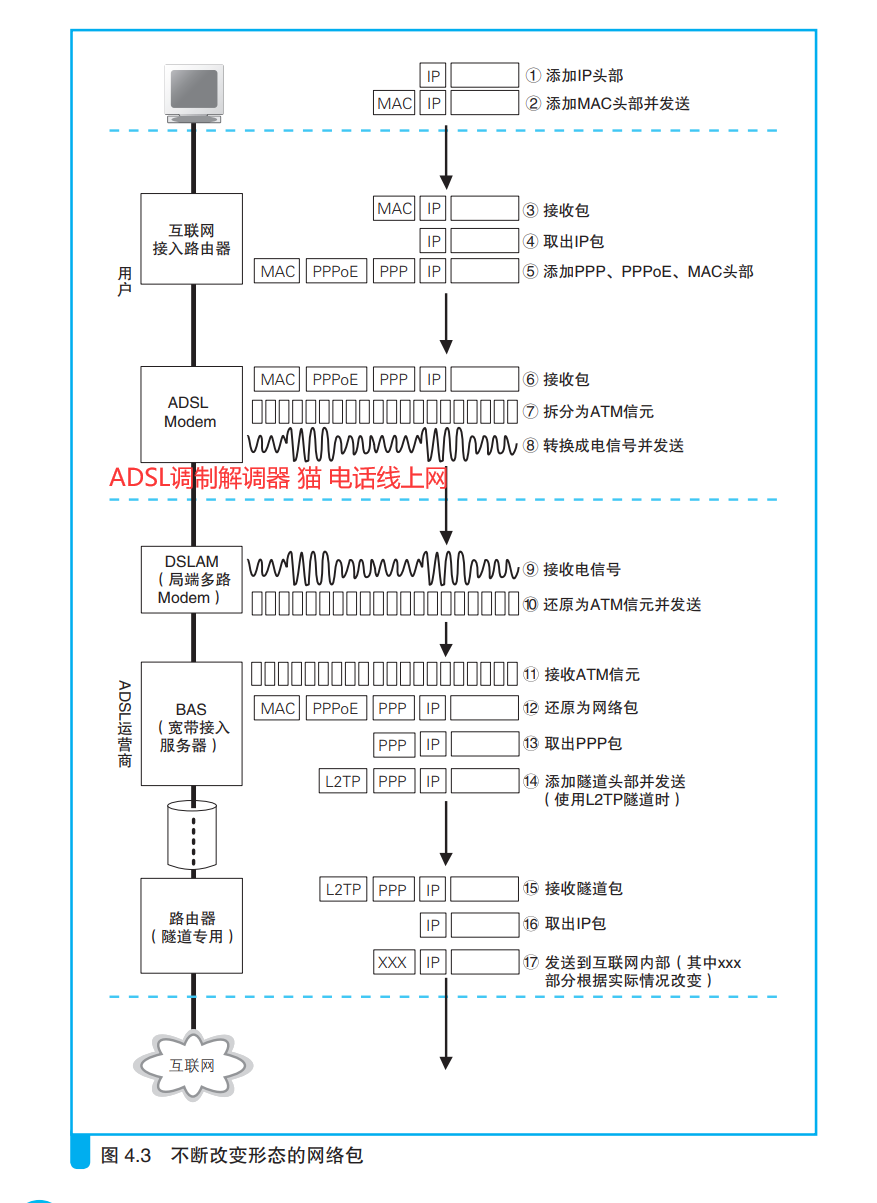 IP ① 添加IP头部
MAC IP ② 添加MAC头部并发送
用户
互联网
接入路由器
MAC IP ③ 接收包
IP ④ 取出IP包
MAC PPPoE PPP IP ⑤ 添加PPP、PPPoE、MAC头部
ADSL
Modem
MAC PPPoE PPP IP ⑥ 接收包
⑦ 拆分为ATM信元
⑧ 转换成电信号并发送
ADSL调制解调器 猫 电话线上网
ADSL运营商
DSLAM
（局端多路
Modem）
⑨ 接收电信号
⑩ 还原为ATM信元并发送
BAS
（宽带接入
服务器）
⑪ 接收ATM信元
MAC PPPoE PPP IP ⑫ 还原为网络包
PPP IP ⑬ 取出PPP包
L2TP PPP IP ⑭ 添加隧道头部并发送
（使用L2TP隧道时）
路由器
（隧道专用）
L2TP PPP IP ⑮ 接收隧道包
IP ⑯ 取出IP包
XXX IP ⑰ 发送到互联网内部（其中xxx
部分根据实际情况改变）
互联网
图 4.3 不断改变形态的网络包